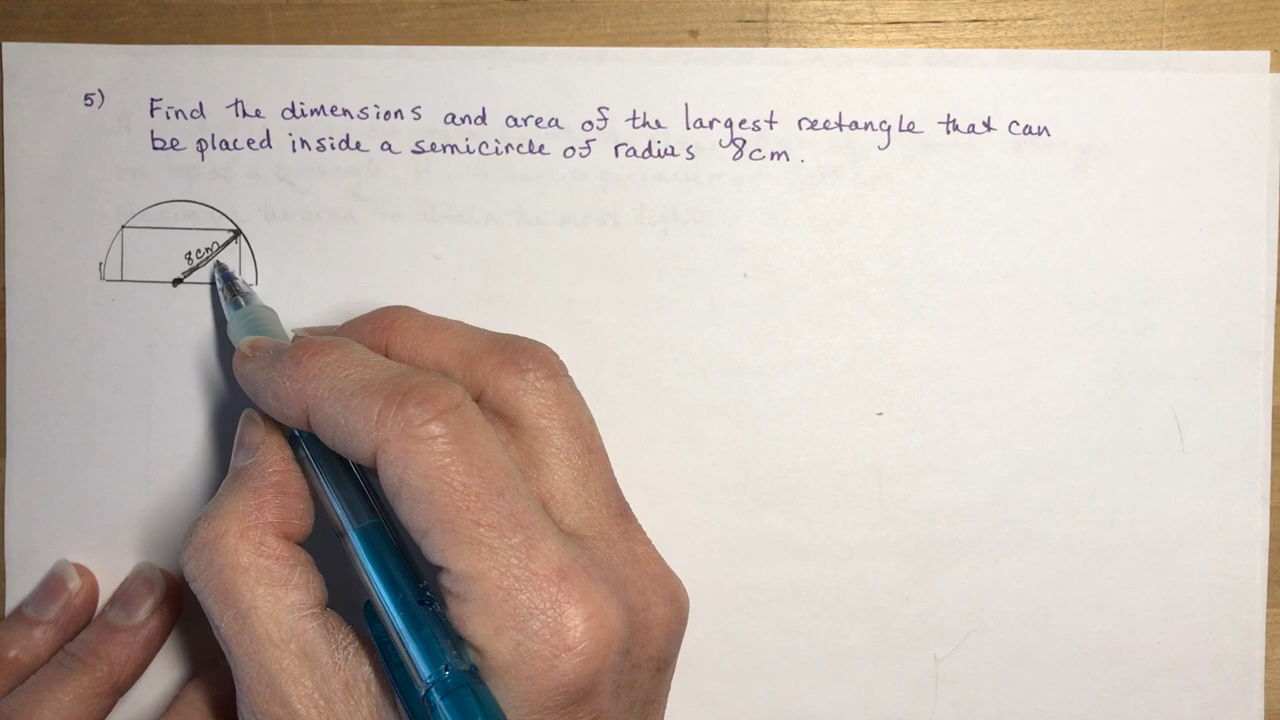 5) Find the dimensions and area of the largest rectangle that can
be placed inside a semicircle of radius 8cm.
8cm